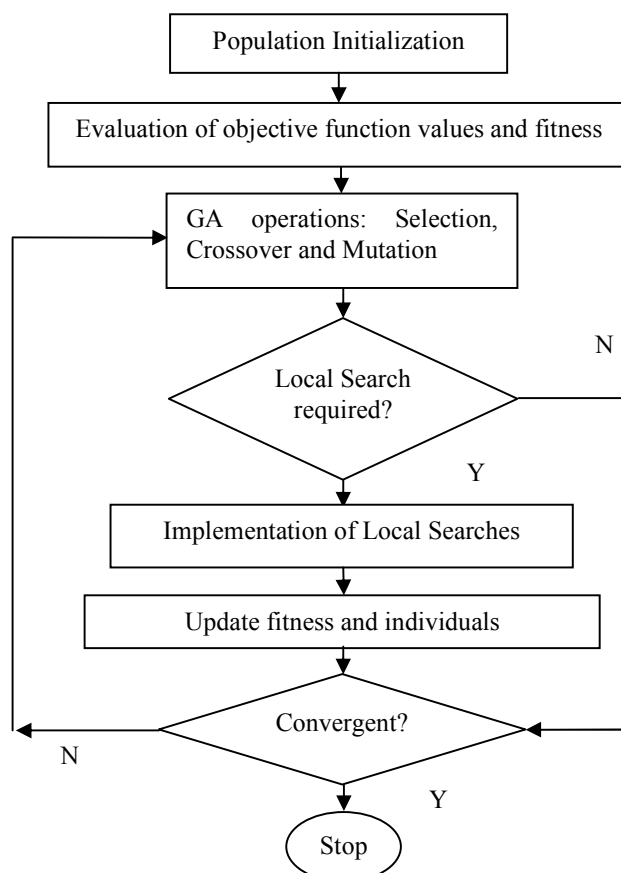 Population Initialization
Evaluation of objective function values and fitness
GA operations: Selection,
Crossover and Mutation
N
Local Search
required?
Y
Implementation of Local Searches
Update fitness and individuals
Convergent?
N
Y
Stop